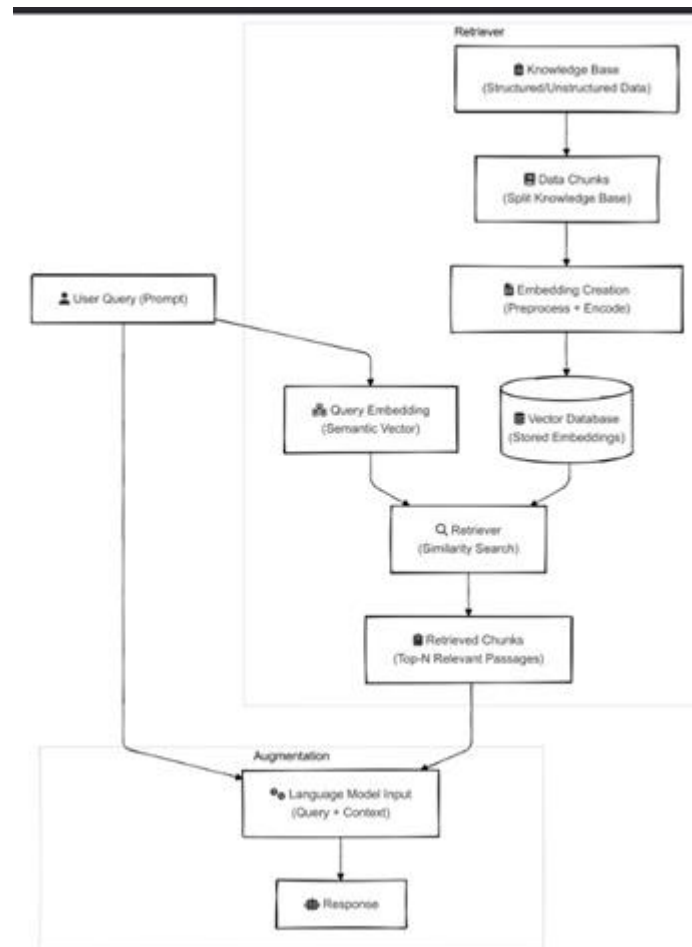 Retriever
Knowledge Base
(Structured/Unstructured Data)
Data Chunks
(Split Knowledge Base)
User Query (Prompt)
Embedding Creation
(Preprocess + Encode)
Query Embedding
(Semantic Vector)
Vector Database
(Stored Embeddings)
Retriever
(Similarity Search)
Retrieved Chunks
(Top-N Relevant Passages)
Augmentation
Language Model Input
(Query + Context)
Response